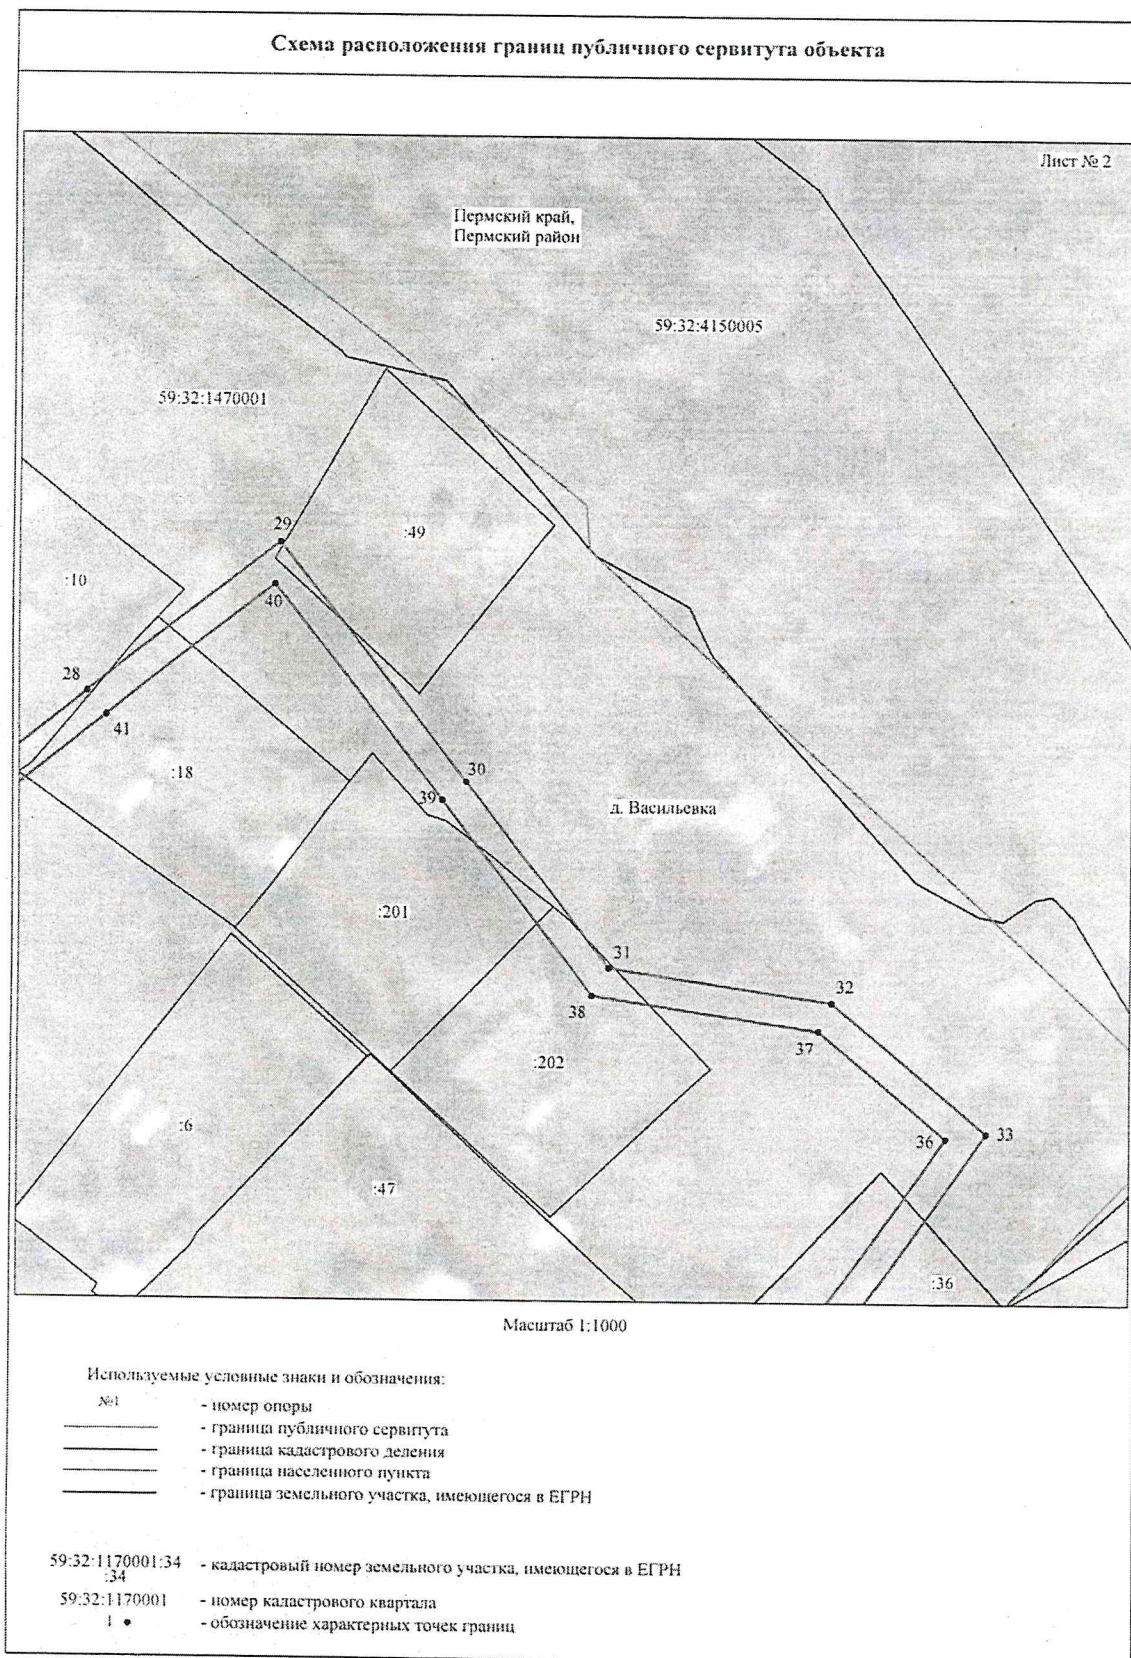 Схема расположения границ публичного сервитута объекта
Лист № 2
Пермский край,
Пермский район
59:32:4150005
59:32:1470001
29
:49
:10
40
28
41
:18
30
39
д. Васильевка
:201
31
32
38
37
:202
:6
36
33
:47
:36
Масштаб 1:1000
Используемые условные знаки и обозначения:
№1 - номер опоры
- граница публичного сервитута
- граница кадастрового деления
- граница населенного пункта
- граница земельного участка, имеющегося в ЕГРН
59:32:1170001:34 - кадастровый номер земельного участка, имеющегося в ЕГРН
:34
59:32:1170001 - номер кадастрового квартала
1 - обозначение характерных точек границ